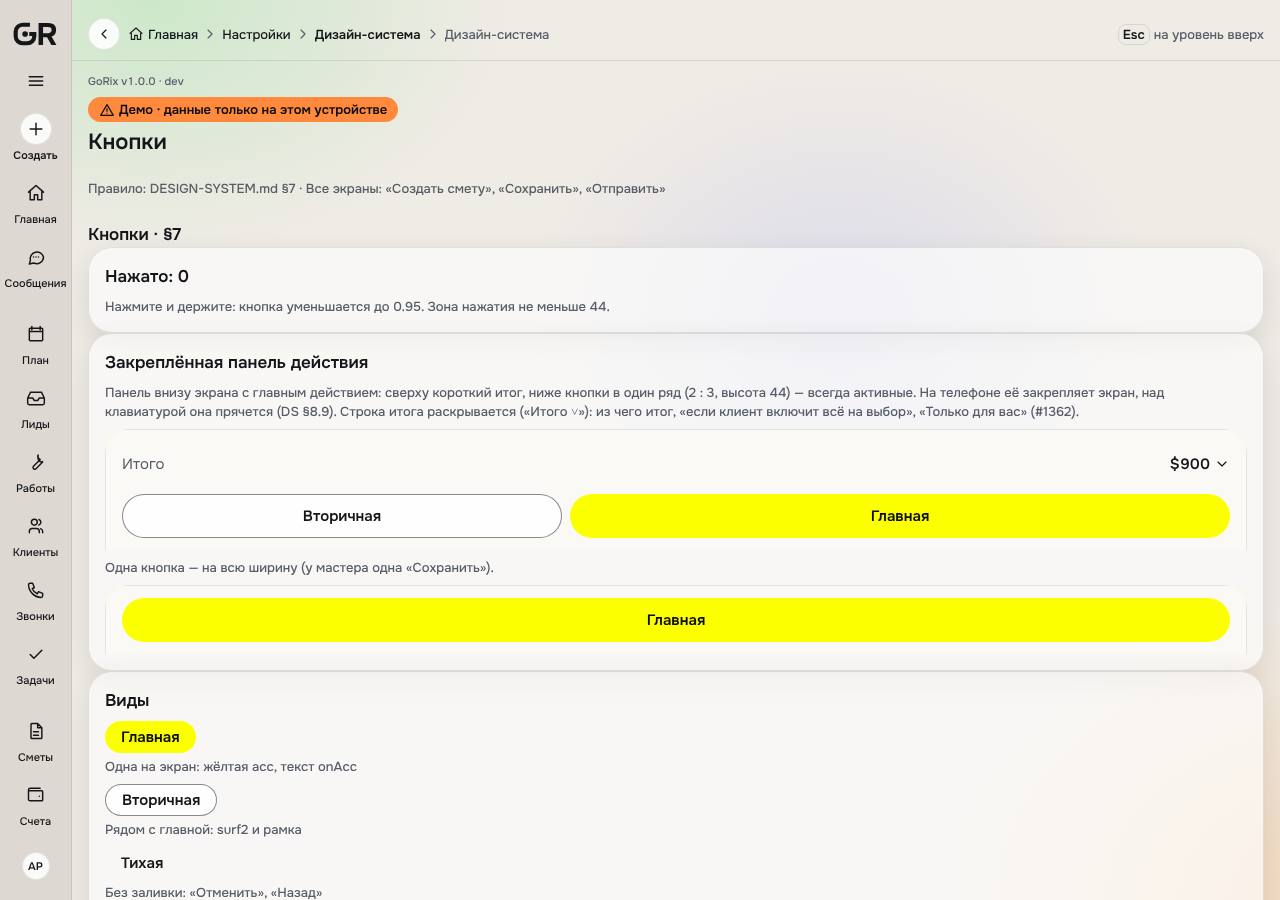 GR
Главная
Настройки
Дизайн-система
Дизайн-система
Esc на уровень вверх
GoRix v1.0.0 · dev
Демо · данные только на этом устройстве
Кнопки
Правило: DESIGN-SYSTEM.md §7 · Все экраны: «Создать смету», «Сохранить», «Отправить»
Кнопки · §7
Нажато: 0
Нажмите и держите: кнопка уменьшается до 0.95. Зона нажатия не меньше 44.
Закреплённая панель действия
Панель внизу экрана с главным действием: сверху короткий итог, ниже кнопки в один ряд (2 : 3, высота 44) — всегда активные. На телефоне её закрепляет экран, над
клавиатурой она прячется (DS §8.9). Строка итога раскрывается («Итого ˅»): из чего итог, «если клиент включит всё на выбор», «Только для вас» (#1362).
Итого
$900
Вторичная
Главная
Одна кнопка — на всю ширину (у мастера одна «Сохранить»).
Главная
Виды
Главная
Одна на экран: жёлтая acc, текст onAcc
Вторичная
Рядом с главной: surf2 и рамка
Тихая
Без заливки: «Отменить», «Назад»
Создать
Главная
Сообщения
План
Лиды
Работы
Клиенты
Звонки
Задачи
Сметы
Счета
AP